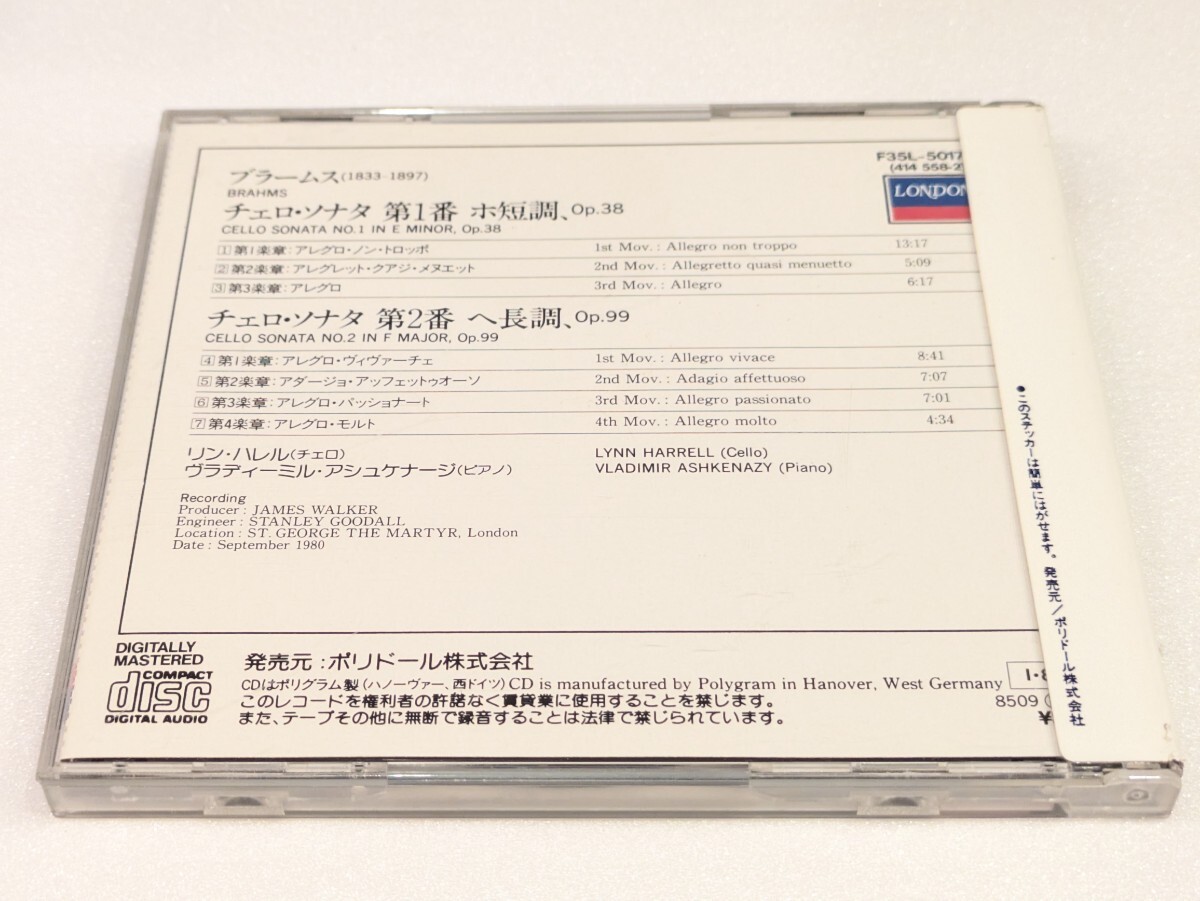 F35L-5017
(414 558-2
LONDON
ブラームス(1833-1897)
BRAHMS
チェロ・ソナタ 第1番 ホ短調、Op.38
CELLO SONATA NO.1 IN E MINOR, Op.38
1 第1楽章：アレグロ・ノン・トロッポ 1st Mov. : Allegro non troppo 13:17
2 第2楽章：アレグレット・クアジ・メヌエット 2nd Mov. : Allegretto quasi menuetto 5:09
3 第3楽章：アレグロ 3rd Mov. : Allegro 6:17
チェロ・ソナタ 第2番 ヘ長調、Op.99
CELLO SONATA NO.2 IN F MAJOR, Op.99
4 第1楽章：アレグロ・ヴィヴァーチェ 1st Mov. : Allegro vivace 8:41
5 第2楽章：アダージョ・アッフェットゥオーソ 2nd Mov. : Adagio affettuoso 7:07
6 第3楽章：アレグロ・パッショナート 3rd Mov. : Allegro passionato 7:01
7 第4楽章：アレグロ・モルト 4th Mov. : Allegro molto 4:34
リン・ハレル(チェロ) LYNN HARRELL (Cello)
ヴラディーミル・アシュケナージ(ピアノ) VLADIMIR ASHKENAZY (Piano)
Recording
Producer : JAMES WALKER
Engineer : STANLEY GOODALL
Location : ST. GEORGE THE MARTYR, London
Date : September 1980
DIGITALLY
MASTERED
COMPACT
disc
DIGITAL AUDIO
発売元：ポリドール株式会社
CDはポリグラム製(ハノーヴァー、西ドイツ) CD is manufactured by Polygram in Hanover, West Germany
このレコードを権利者の許諾なく賃貸業に使用することを禁じます。
また、テープその他に無断で録音することは法律で禁じられています。
8509
¥
●このステッカーは簡単にはがせます。 発売元／ポリドール株式会社